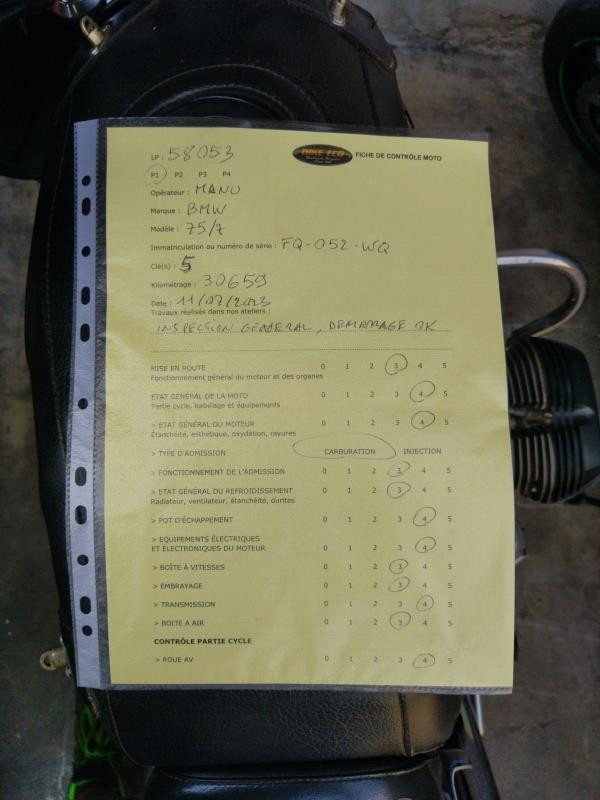 LP : 58053
BIKE-ECO FICHE DE CONTRÔLE MOTO
P1 P2 P3 P4
Opérateur : MANU
Marque : BMW
Modèle : 75/7
Immatriculation ou numéro de série : FQ-052-WQ
Clé(s) : 5
Kilométrage : 30659
Date : 11/07/2023
Travaux réalisés dans nos ateliers :
INSPECTION GENERAL, DEMARAGE OK
MISE EN ROUTE 0 1 2 3 4 5
Fonctionnement général du moteur et des organes
ETAT GÉNÉRAL DE LA MOTO 0 1 2 3 4 5
Partie cycle, habillage et équipements
> ETAT GÉNÉRAL DU MOTEUR 0 1 2 3 4 5
Étanchéité, esthétique, oxydation, rayures
> TYPE D'ADMISSION CARBURATION INJECTION
> FONCTIONNEMENT DE L'ADMISSION 0 1 2 3 4 5
> ETAT GÉNÉRAL DU REFROIDISSEMENT 0 1 2 3 4 5
Radiateur, ventilateur, étanchéité, durites
> POT D'ÉCHAPPEMENT 0 1 2 3 4 5
> EQUIPEMENTS ÉLECTRIQUES
ET ÉLECTRONIQUES DU MOTEUR 0 1 2 3 4 5
> BOÎTE À VITESSES 0 1 2 3 4 5
> EMBRAYAGE 0 1 2 3 4 5
> TRANSMISSION 0 1 2 3 4 5
> BOITE A AIR 0 1 2 3 4 5
CONTRÔLE PARTIE CYCLE
> ROUE AV 0 1 2 3 4 5